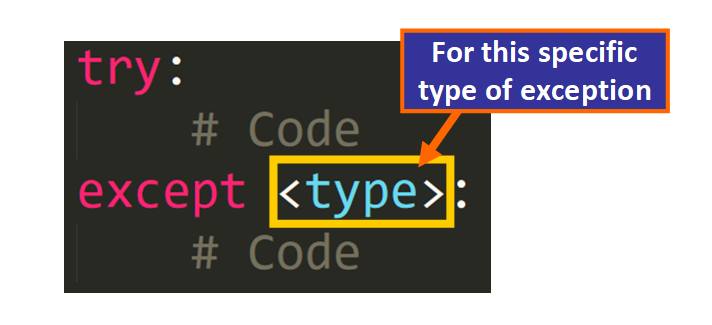 For this specific
type of exception
try:
# Code
except <type>:
# Code